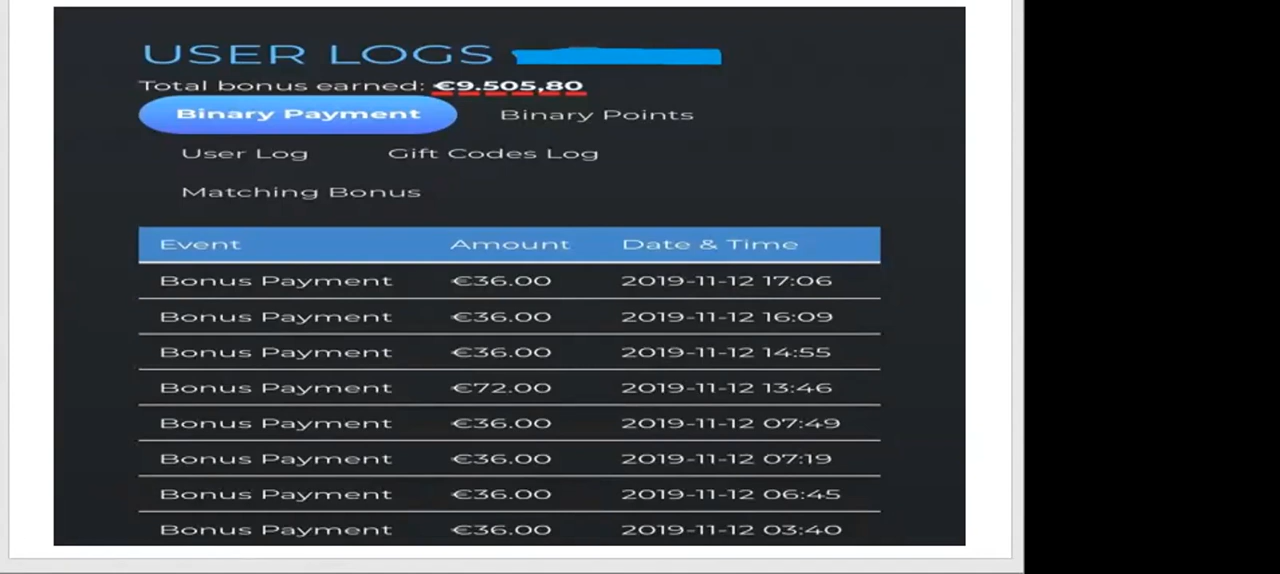 USER LOGS
Total bonus earned: €9.505,80
Binary Payment Binary Points
User Log Gift Codes Log
Matching Bonus
Event Amount Date & Time
Bonus Payment €36.00 2019-11-12 17:06
Bonus Payment €36.00 2019-11-12 16:09
Bonus Payment €36.00 2019-11-12 14:55
Bonus Payment €72.00 2019-11-12 13:46
Bonus Payment €36.00 2019-11-12 07:49
Bonus Payment €36.00 2019-11-12 07:19
Bonus Payment €36.00 2019-11-12 06:45
Bonus Payment €36.00 2019-11-12 03:40